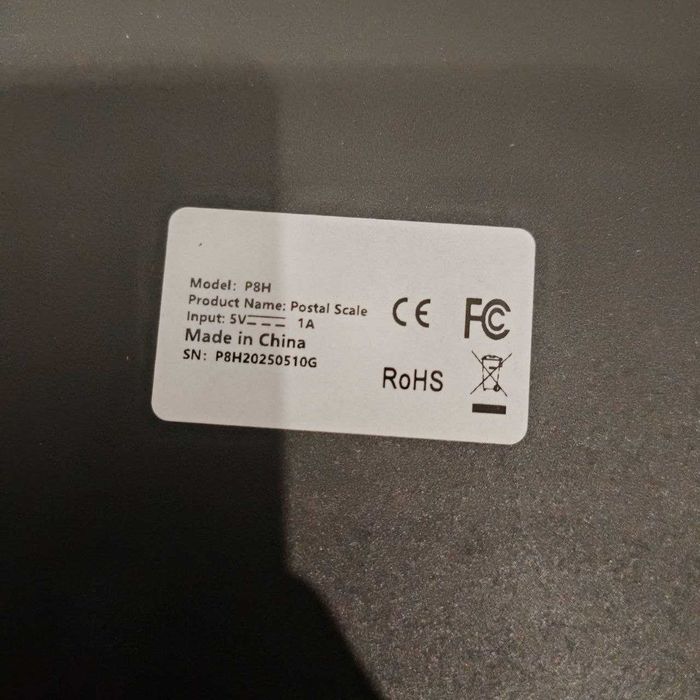 Model: P8H
Product Name: Postal Scale
Input: 5V⎓ 1A
Made in China
SN: P8H20250510G
CE FC
RoHS